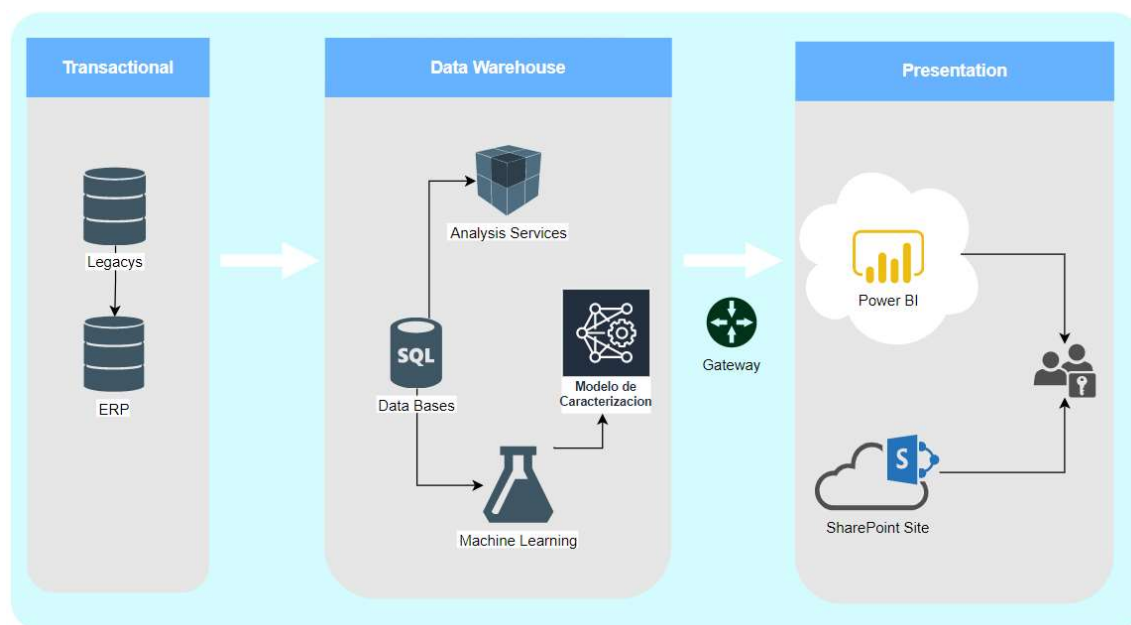 Transactional
Legacys
ERP
Data Warehouse
Analysis Services
SQL
Data Bases
Modelo de
Caracterizacion
Machine Learning
Gateway
Presentation
Power BI
S
SharePoint Site